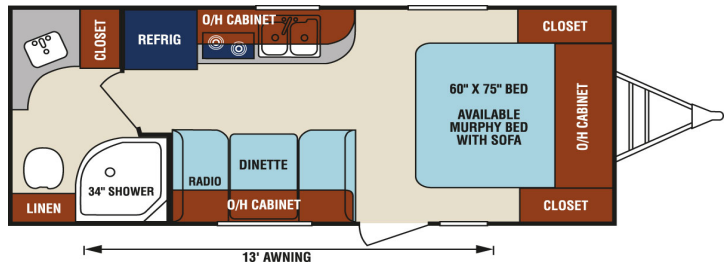 O/H CABINET
CLOSET
REFRIG
CLOSET
60" X 75" BED
AVAILABLE
MURPHY BED
WITH SOFA
O/H CABINET
34" SHOWER
RADIO
DINETTE
LINEN
O/H CABINET
CLOSET
13' AWNING